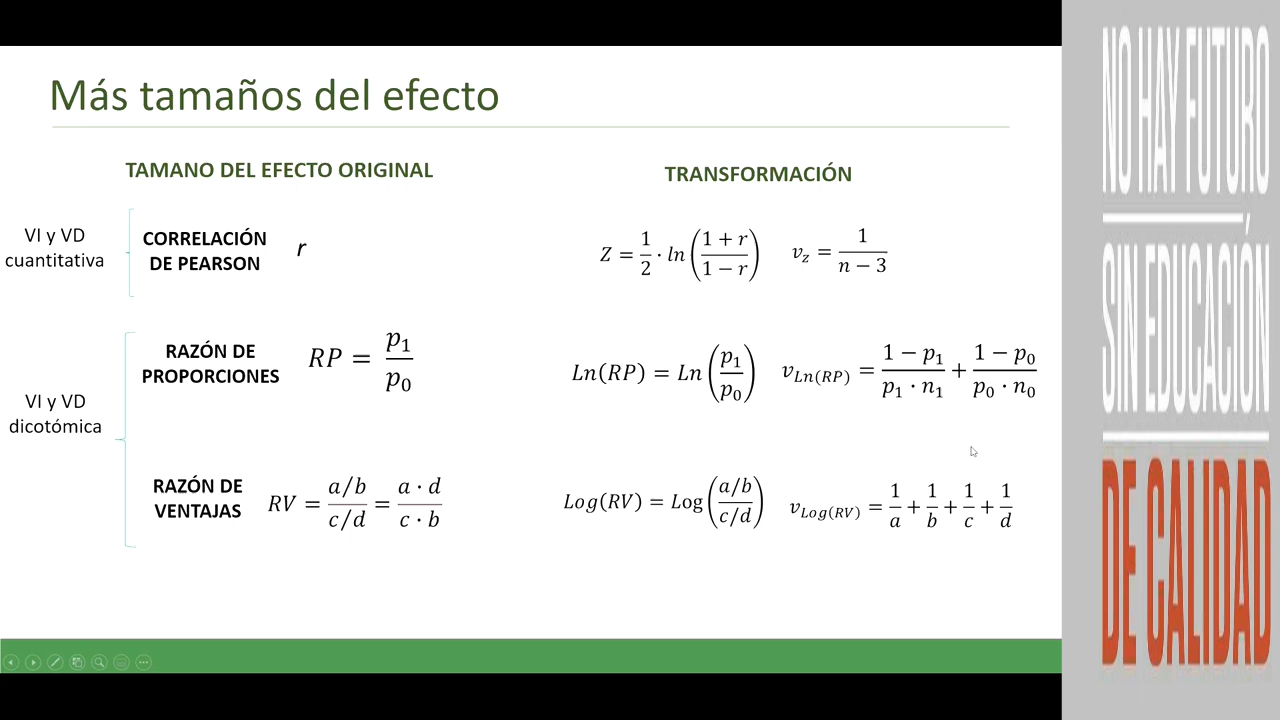 Más tamaños del efecto
TAMANO DEL EFECTO ORIGINAL
TRANSFORMACIÓN
VI y VD
cuantitativa
CORRELACIÓN
DE PEARSON
r
Z = 1/2 · ln((1 + r)/(1 − r))
v_z = 1/(n − 3)
VI y VD
dicotómica
RAZÓN DE
PROPORCIONES
RP = p₁/p₀
Ln(RP) = Ln(p₁/p₀)
v_Ln(RP) = (1 − p₁)/(p₁ · n₁) + (1 − p₀)/(p₀ · n₀)
RAZÓN DE
VENTAJAS
RV = (a/b)/(c/d) = (a · d)/(c · b)
Log(RV) = Log((a/b)/(c/d))
v_Log(RV) = 1/a + 1/b + 1/c + 1/d
NO HAY FUTURO
SIN EDUCACIÓN
DE CALIDAD